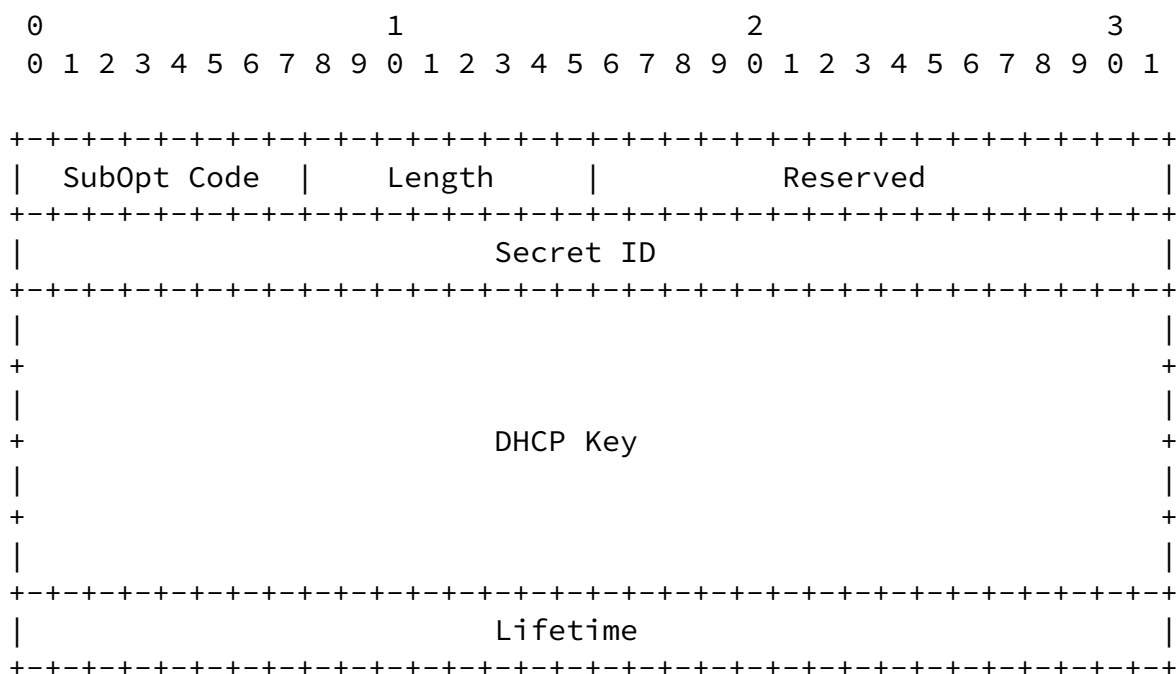 0                   1                   2                   3
0 1 2 3 4 5 6 7 8 9 0 1 2 3 4 5 6 7 8 9 0 1 2 3 4 5 6 7 8 9 0 1
+-+-+-+-+-+-+-+-+-+-+-+-+-+-+-+-+-+-+-+-+-+-+-+-+-+-+-+-+-+-+-+-+
|  SubOpt Code  |    Length     |          Reserved             |
+-+-+-+-+-+-+-+-+-+-+-+-+-+-+-+-+-+-+-+-+-+-+-+-+-+-+-+-+-+-+-+-+
|                          Secret ID                            |
+-+-+-+-+-+-+-+-+-+-+-+-+-+-+-+-+-+-+-+-+-+-+-+-+-+-+-+-+-+-+-+-+
|                                                               |
+                                                               +
|                                                               |
+                          DHCP Key                             +
|                                                               |
+                                                               +
|                                                               |
+-+-+-+-+-+-+-+-+-+-+-+-+-+-+-+-+-+-+-+-+-+-+-+-+-+-+-+-+-+-+-+-+
|                          Lifetime                             |
+-+-+-+-+-+-+-+-+-+-+-+-+-+-+-+-+-+-+-+-+-+-+-+-+-+-+-+-+-+-+-+-+